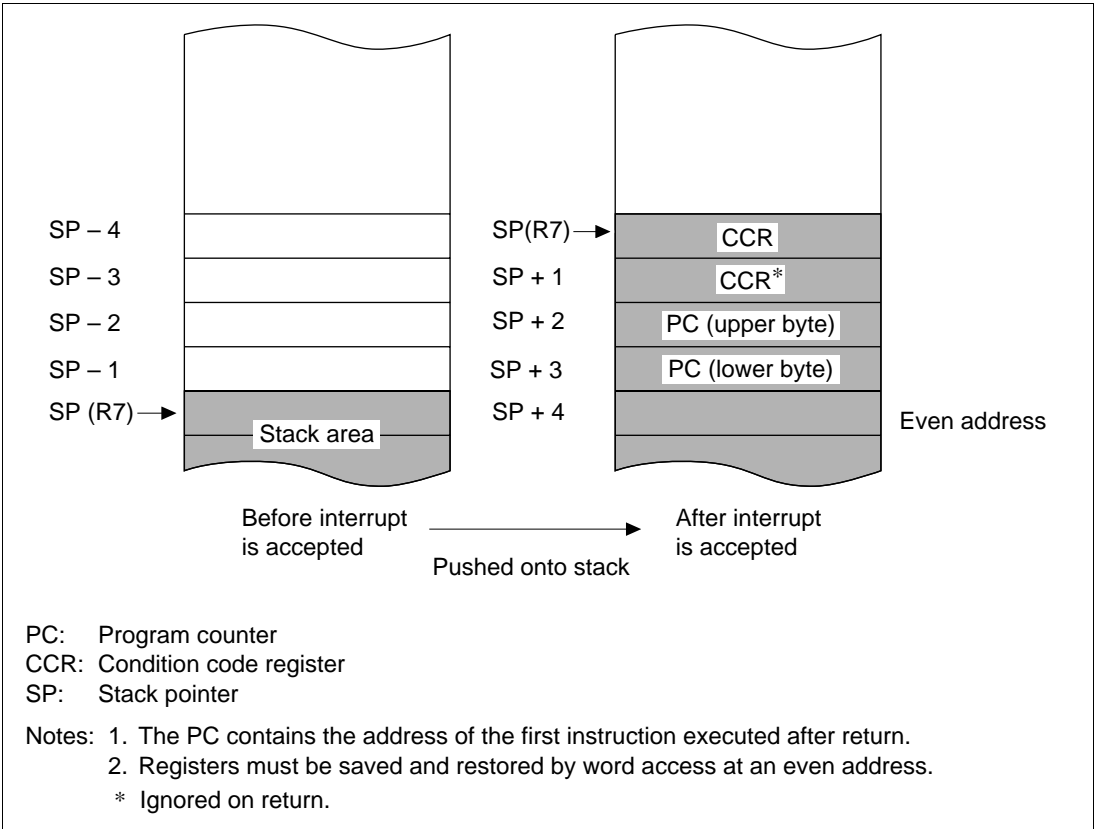 SP – 4
SP – 3
SP – 2
SP – 1
SP (R7)
Stack area
SP(R7)
SP + 1
SP + 2
SP + 3
SP + 4
CCR
CCR*
PC (upper byte)
PC (lower byte)
Even address
Before interrupt
is accepted
Pushed onto stack
After interrupt
is accepted
PC: Program counter
CCR: Condition code register
SP: Stack pointer
Notes: 1. The PC contains the address of the first instruction executed after return.
2. Registers must be saved and restored by word access at an even address.
* Ignored on return.